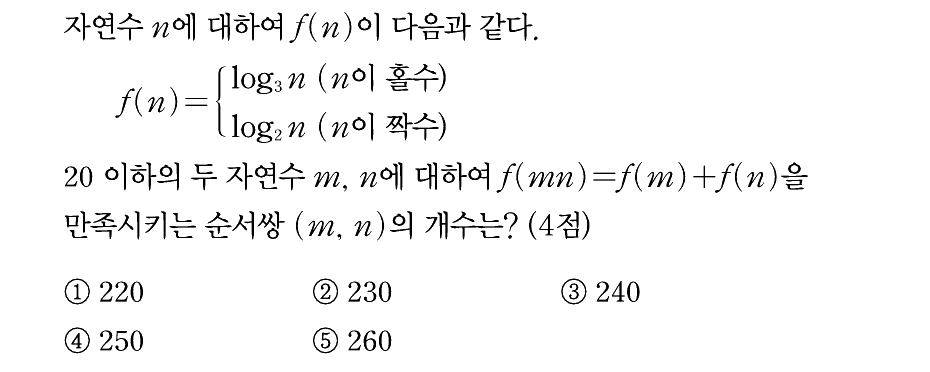 자연수 n에 대하여 f(n)이 다음과 같다.
f(n)={log₃ n (n이 홀수)
log₂ n (n이 짝수)
20 이하의 두 자연수 m, n에 대하여 f(mn)=f(m)+f(n)을
만족시키는 순서쌍 (m, n)의 개수는? (4점)
① 220 ② 230 ③ 240
④ 250 ⑤ 260